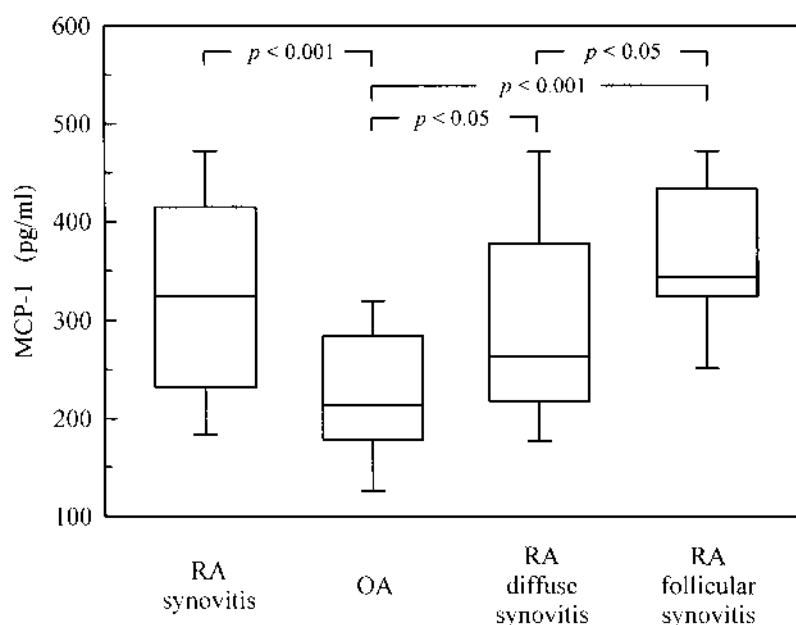 600
500
400
300
200
100
MCP-1 (pg/ml)
p < 0.001
p < 0.05
p < 0.001
p < 0.05
RA
synovitis
OA
RA
diffuse
synovitis
RA
follicular
synovitis